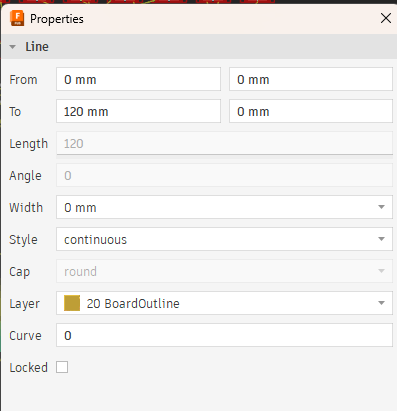 Properties
Line
From 0 mm 0 mm
To 120 mm 0 mm
Length 120
Angle 0
Width 0 mm
Style continuous
Cap round
Layer 20 BoardOutline
Curve 0
Locked